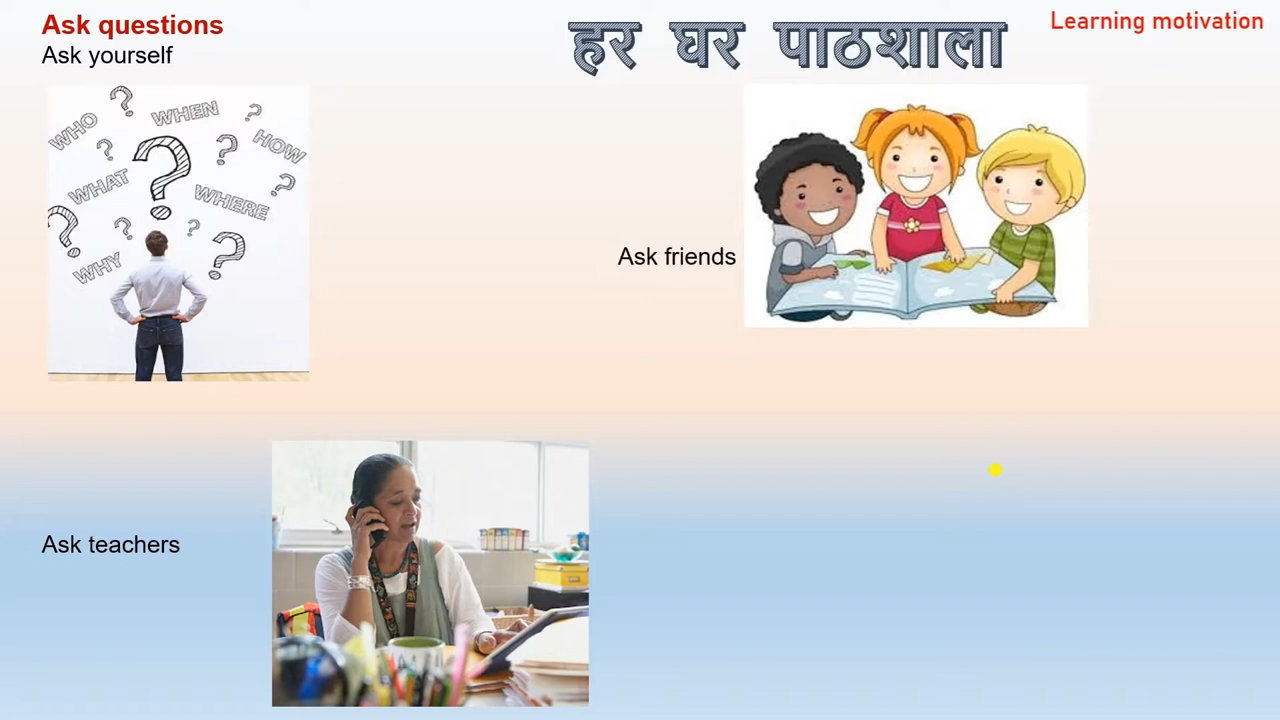 Ask questions
Ask yourself
हर घर पाठशाला
Learning motivation
WHO
WHEN
HOW
WHAT
WHERE
WHY
Ask friends
Ask teachers